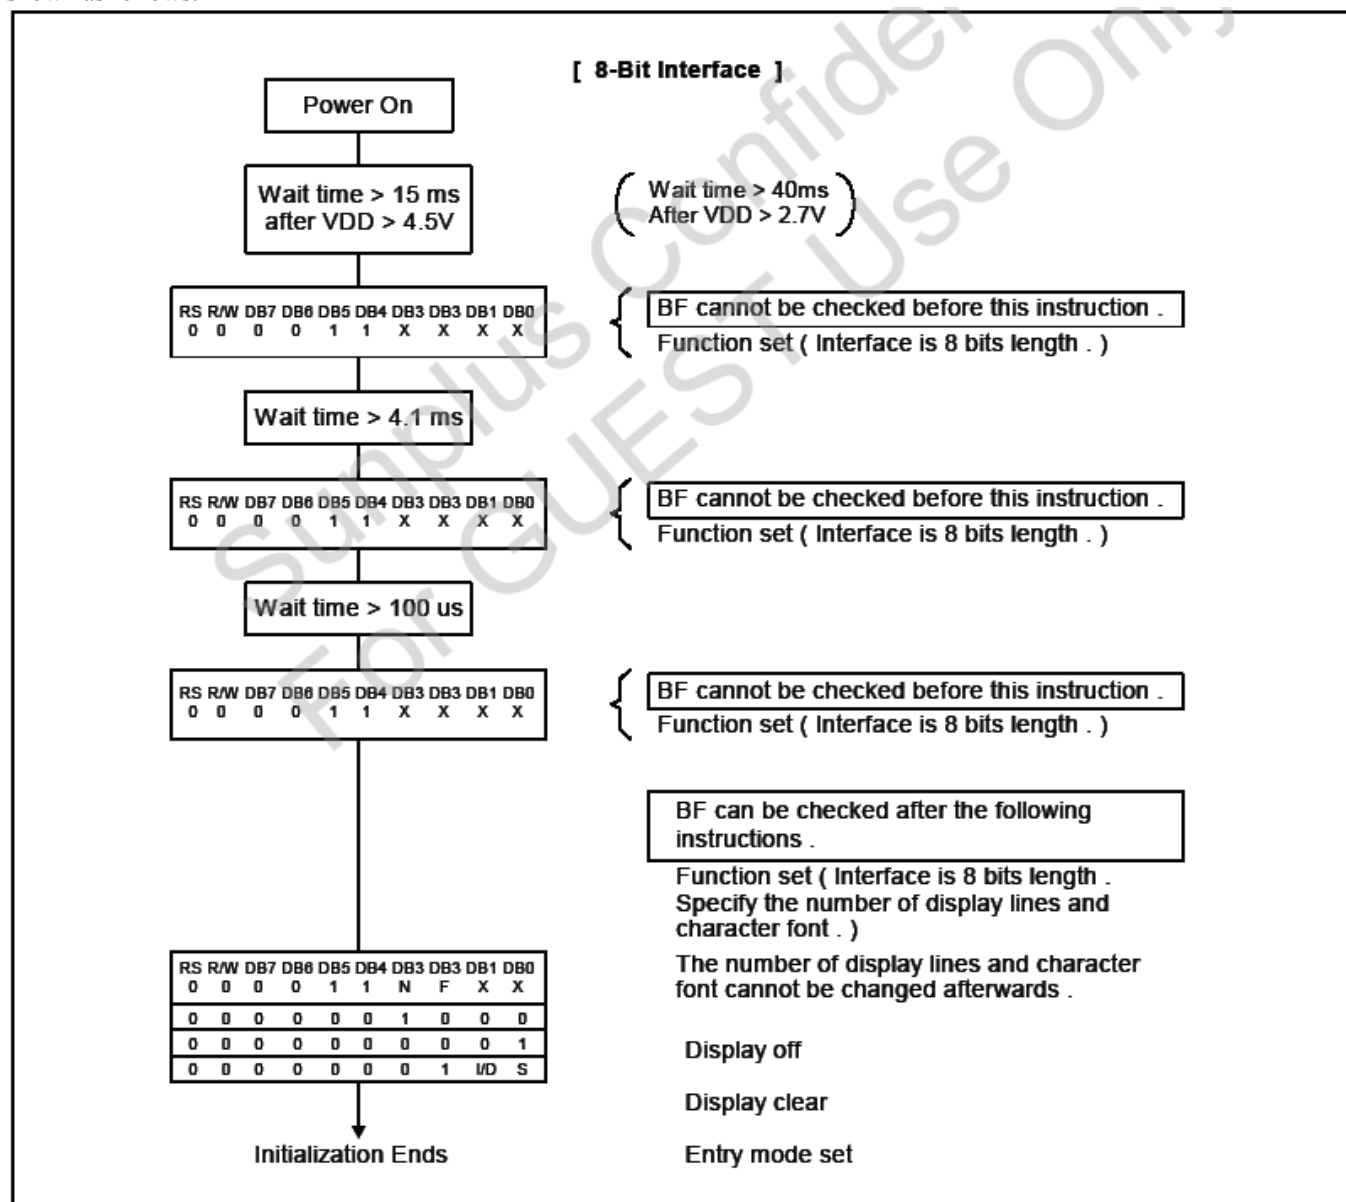 [ 8-Bit Interface ]
Power On
Wait time > 15 ms
after VDD > 4.5V
Wait time > 40ms
After VDD > 2.7V
RS R/W DB7 DB6 DB5 DB4 DB3 DB3 DB1 DB0
0 0 0 0 1 1 X X X X
BF cannot be checked before this instruction .
Function set ( Interface is 8 bits length . )
Wait time > 4.1 ms
RS R/W DB7 DB6 DB5 DB4 DB3 DB3 DB1 DB0
0 0 0 0 1 1 X X X X
BF cannot be checked before this instruction .
Function set ( Interface is 8 bits length . )
Wait time > 100 us
RS R/W DB7 DB6 DB5 DB4 DB3 DB3 DB1 DB0
0 0 0 0 1 1 X X X X
BF cannot be checked before this instruction .
Function set ( Interface is 8 bits length . )
BF can be checked after the following
instructions .
Function set ( Interface is 8 bits length .
Specify the number of display lines and
character font . )
The number of display lines and character
font cannot be changed afterwards .
RS R/W DB7 DB6 DB5 DB4 DB3 DB3 DB1 DB0
0 0 0 0 1 1 N F X X
0 0 0 0 0 0 1 0 0 0
0 0 0 0 0 0 0 0 0 1
0 0 0 0 0 0 0 1 I/D S
Display off
Display clear
Entry mode set
Initialization Ends
Sunplus Confiden
For GUEST Use Only